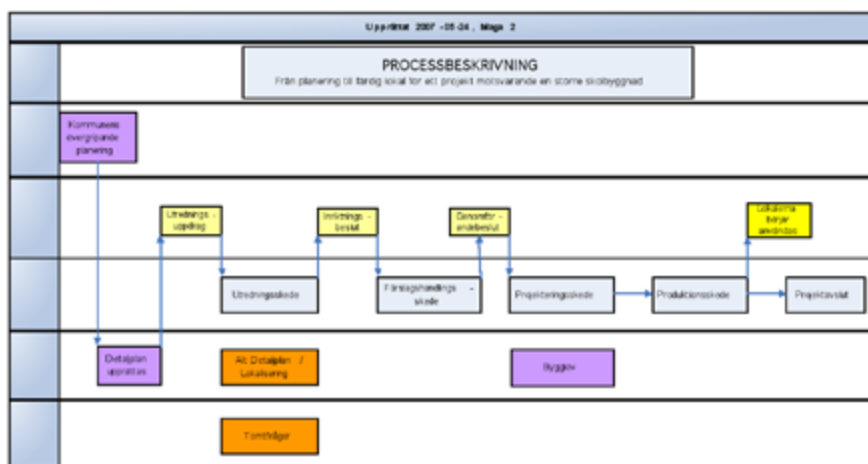 Upprättat 2007-05-24, Maga 2
PROCESSBESKRIVNING
Från planering till färdig lokal för ett projekt motsvarande en större skolbyggnad
Kommunens
övergripande
planering
Utrednings -
uppdrag
Inriktnings -
beslut
Genomför -
andebeslut
Lokalerna
börjar
användas
Utredningsskede
Förslagshandlings -
skede
Projekteringsskede
Produktionsskede
Projektavslut
Detaljplan
upprättas
Alt Detaljplan /
Lokalisering
Bygglov
Tomtfrågor